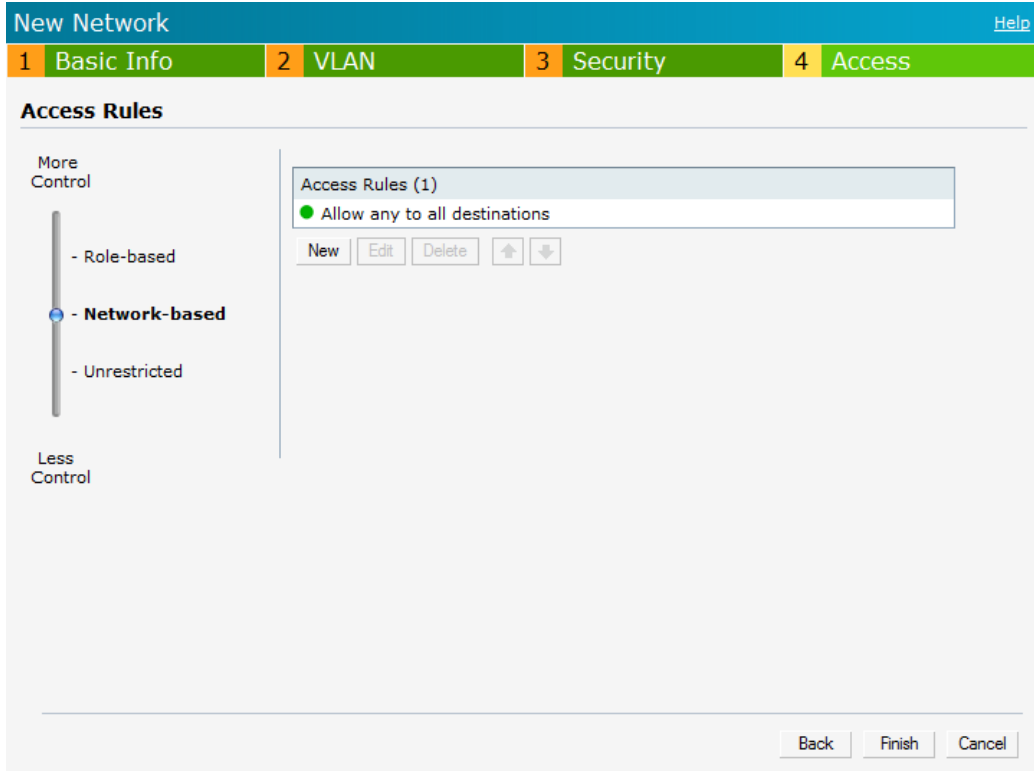 New Network
Help
1 Basic Info
2 VLAN
3 Security
4 Access
Access Rules
More
Control
- Role-based
- Network-based
- Unrestricted
Less
Control
Access Rules (1)
Allow any to all destinations
New Edit Delete
Back Finish Cancel